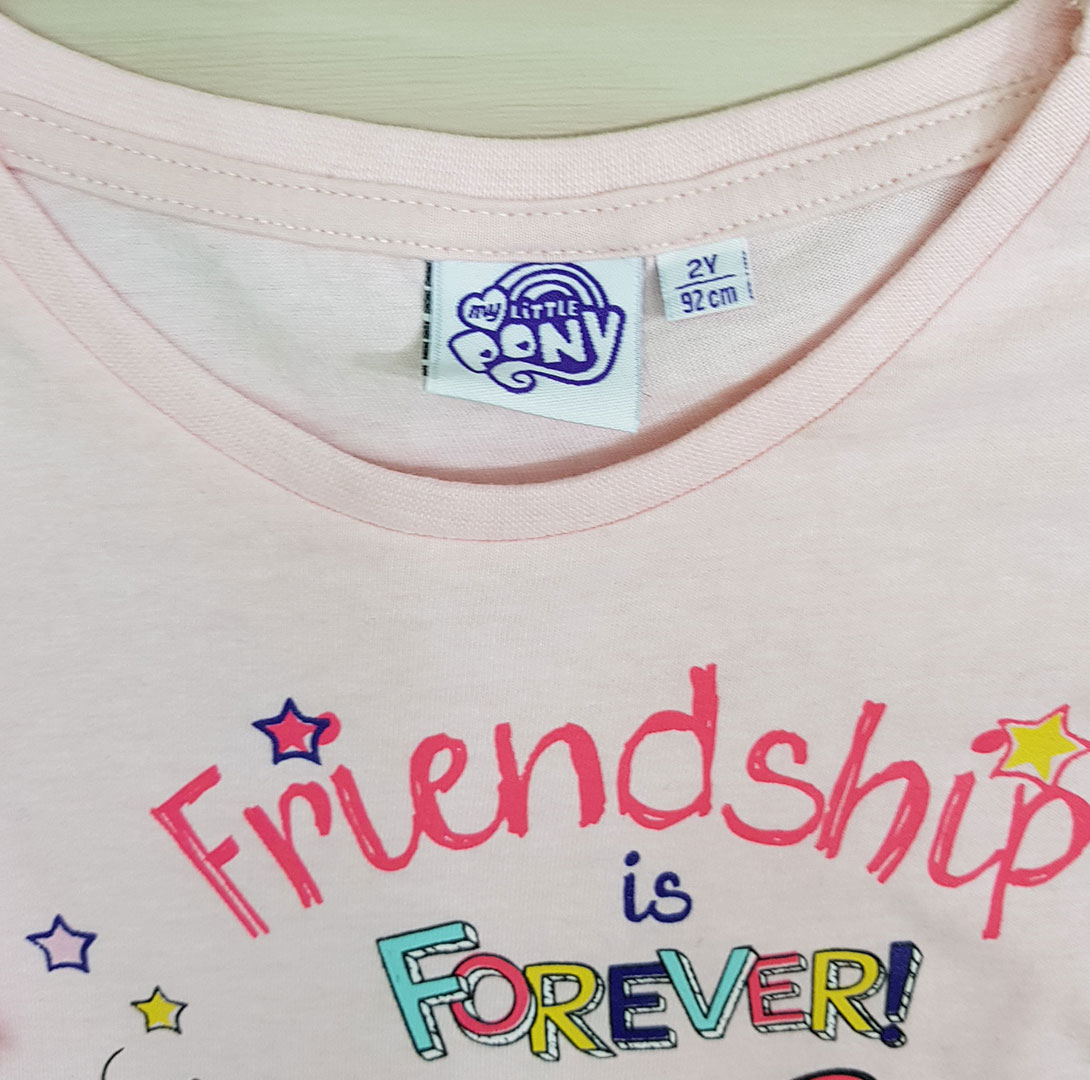 my LiTTLE
PONY
2Y
92 cm
Friendship
is
FOREVER!